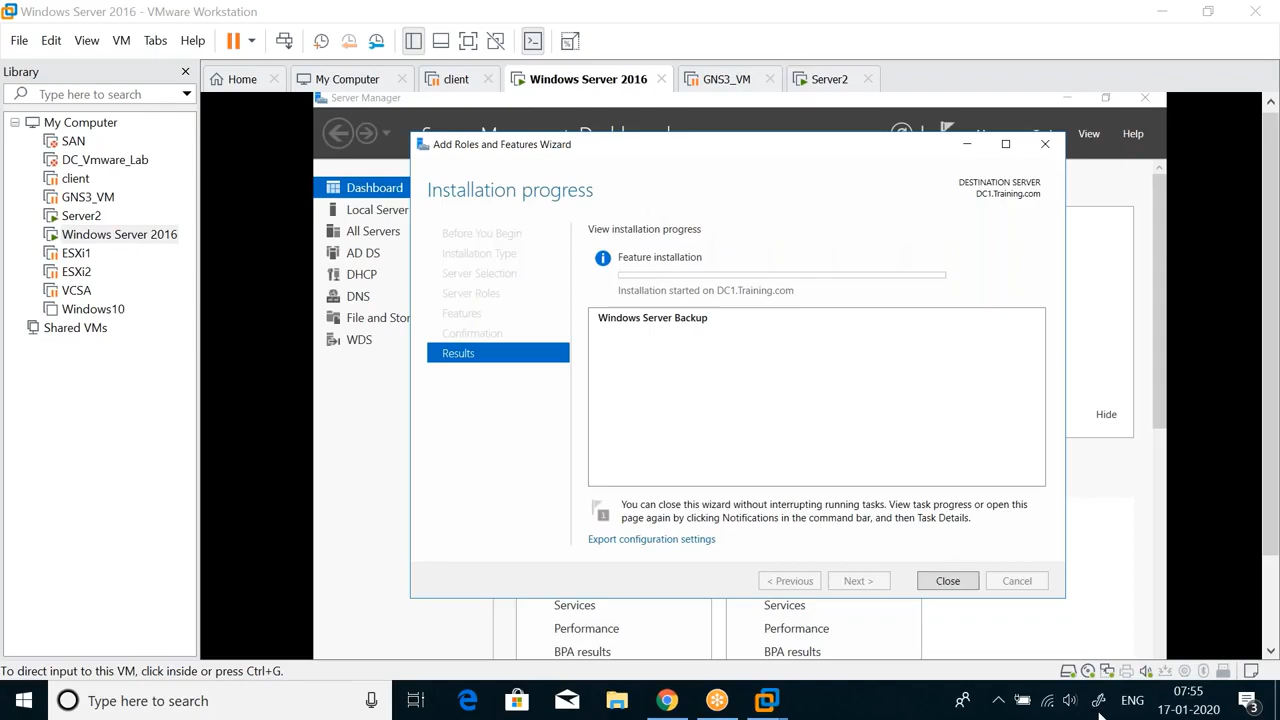 Windows Server 2016 - VMware Workstation
File Edit View VM Tabs Help
Library
Type here to search
Home
My Computer
client
Windows Server 2016
GNS3_VM
Server2
My Computer
SAN
DC_Vmware_Lab
client
GNS3_VM
Server2
Windows Server 2016
ESXi1
ESXi2
VCSA
Windows10
Shared VMs
Server Manager
View Help
Dashboard
Local Server
All Servers
AD DS
DHCP
DNS
File and Stor
WDS
Add Roles and Features Wizard
Installation progress
DESTINATION SERVER
DC1.Training.com
Before You Begin
Installation Type
Server Selection
Server Roles
Features
Confirmation
Results
View installation progress
Feature installation
Installation started on DC1.Training.com
Windows Server Backup
You can close this wizard without interrupting running tasks. View task progress or open this
page again by clicking Notifications in the command bar, and then Task Details.
Export configuration settings
< Previous Next > Close Cancel
Hide
Services Services
Performance Performance
BPA results BPA results
To direct input to this VM, click inside or press Ctrl+G.
Type here to search
ENG
07:55
17-01-2020
3